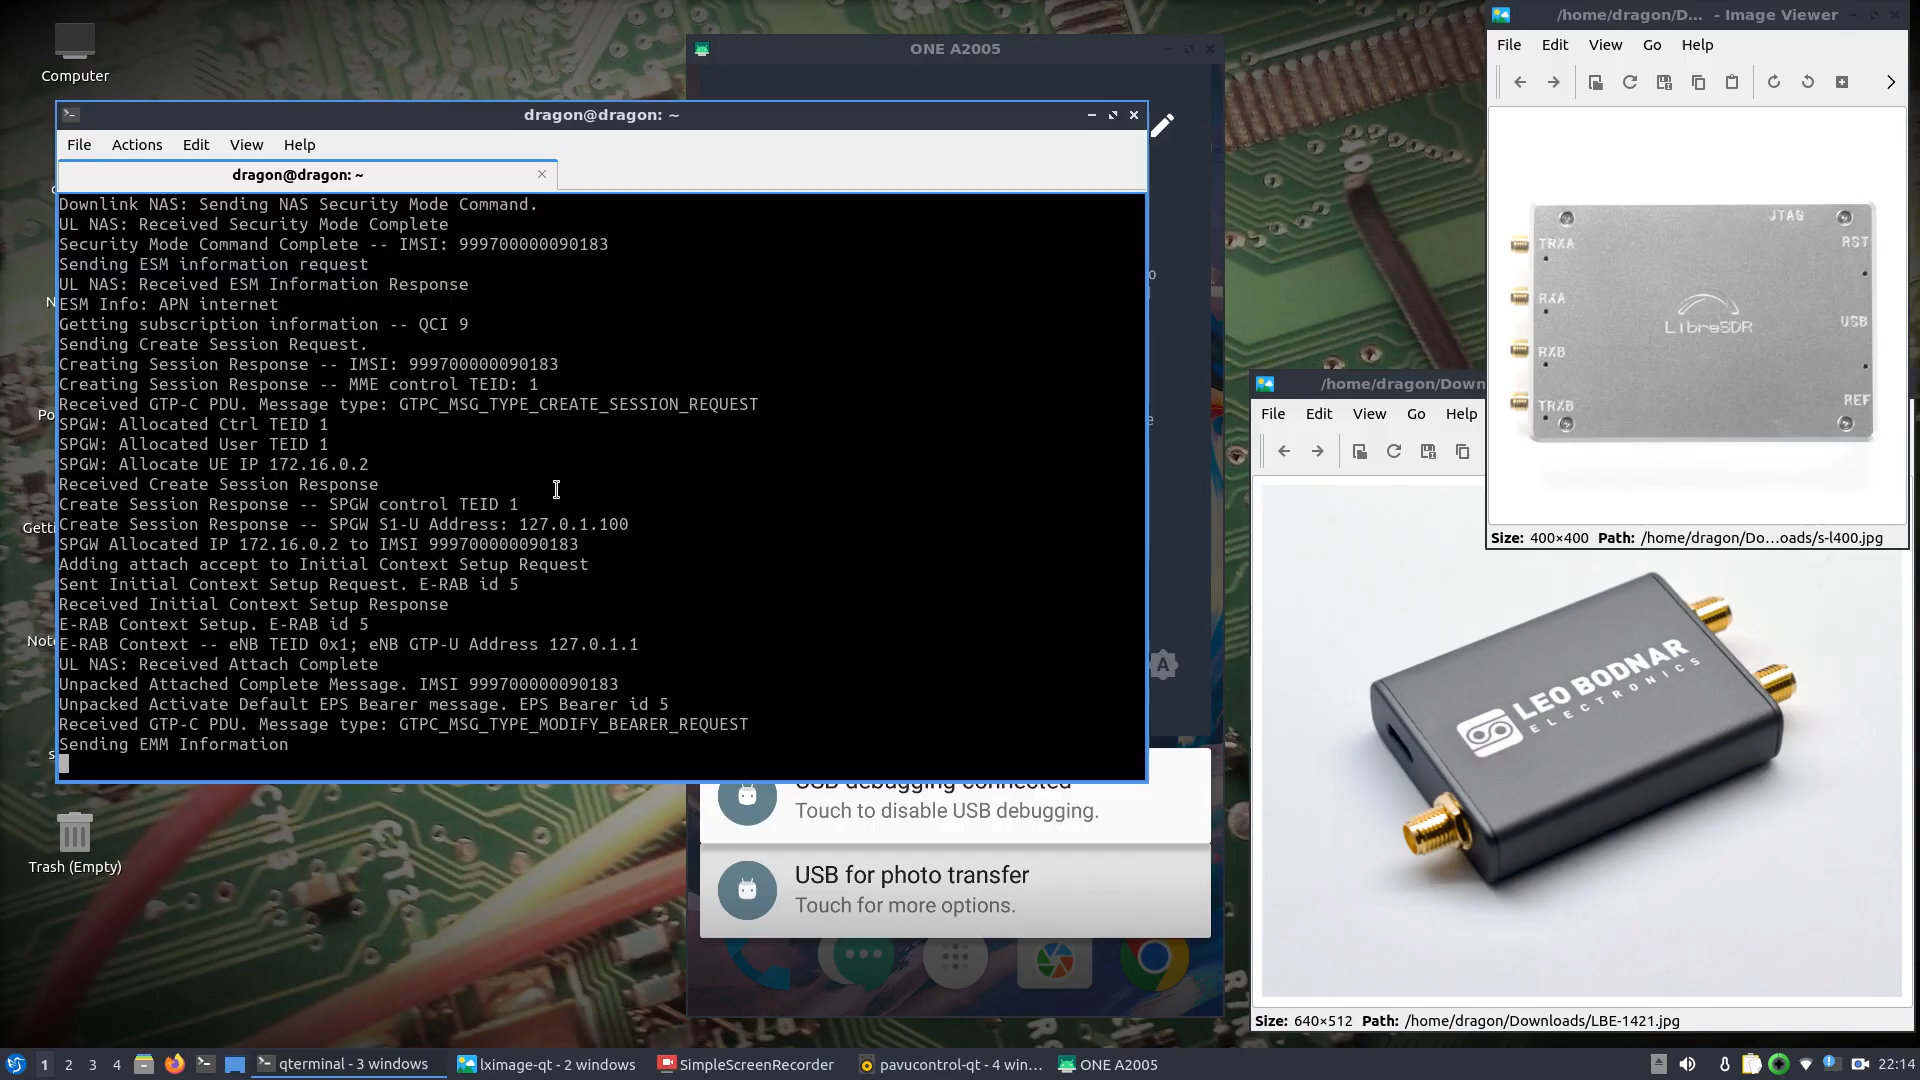 Computer
Trash (Empty)
dragon@dragon: ~
File Actions Edit View Help
dragon@dragon: ~
Downlink NAS: Sending NAS Security Mode Command.
UL NAS: Received Security Mode Complete
Security Mode Command Complete -- IMSI: 999700000090183
Sending ESM information request
UL NAS: Received ESM Information Response
ESM Info: APN internet
Getting subscription information -- QCI 9
Sending Create Session Request.
Creating Session Response -- IMSI: 999700000090183
Creating Session Response -- MME control TEID: 1
Received GTP-C PDU. Message type: GTPC_MSG_TYPE_CREATE_SESSION_REQUEST
SPGW: Allocated Ctrl TEID 1
SPGW: Allocated User TEID 1
SPGW: Allocate UE IP 172.16.0.2
Received Create Session Response
Create Session Response -- SPGW control TEID 1
Create Session Response -- SPGW S1-U Address: 127.0.1.100
SPGW Allocated IP 172.16.0.2 to IMSI 999700000090183
Adding attach accept to Initial Context Setup Request
Sent Initial Context Setup Request. E-RAB id 5
Received Initial Context Setup Response
E-RAB Context Setup. E-RAB id 5
E-RAB Context -- eNB TEID 0x1; eNB GTP-U Address 127.0.1.1
UL NAS: Received Attach Complete
Unpacked Attached Complete Message. IMSI 999700000090183
Unpacked Activate Default EPS Bearer message. EPS Bearer id 5
Received GTP-C PDU. Message type: GTPC_MSG_TYPE_MODIFY_BEARER_REQUEST
Sending EMM Information
ONE A2005
A
USB debugging connected
Touch to disable USB debugging.
USB for photo transfer
Touch for more options.
/home/dragon/D... - Image Viewer
File Edit View Go Help
JTAG
TRXA
RST
RXA
LibreSDR
USB
RXB
TRXB
REF
Size: 400×400 Path: /home/dragon/Do...oads/s-l400.jpg
/home/dragon/Down
File Edit View Go Help
LEO BODNAR
ELECTRONICS
Size: 640×512 Path: /home/dragon/Downloads/LBE-1421.jpg
1 2 3 4 qterminal - 3 windows lximage-qt - 2 windows SimpleScreenRecorder pavucontrol-qt - 4 win... ONE A2005 22:14